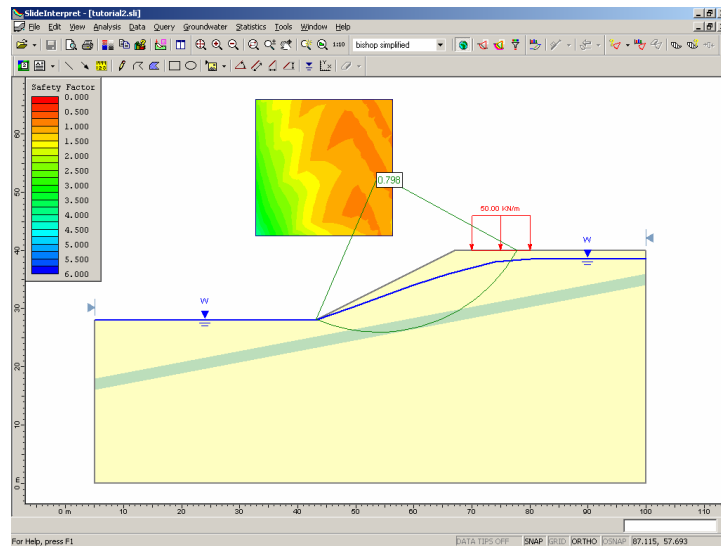 SlideInterpret - [tutorial2.sli]
File Edit View Analysis Data Query Groundwater Statistics Tools Window Help
1:10 bishop simplified
Safety Factor
0.000
0.500
1.000
1.500
2.000
2.500
3.000
3.500
4.000
4.500
5.000
5.500
6.000
0.798
50.00 KN/m
W
W
60
50
40
30
20
10
0 m
0 m 10 20 30 40 50 60 70 80 90 100 110
For Help, press F1
DATA TIPS OFF SNAP GRID ORTHO OSNAP 87.115, 57.693